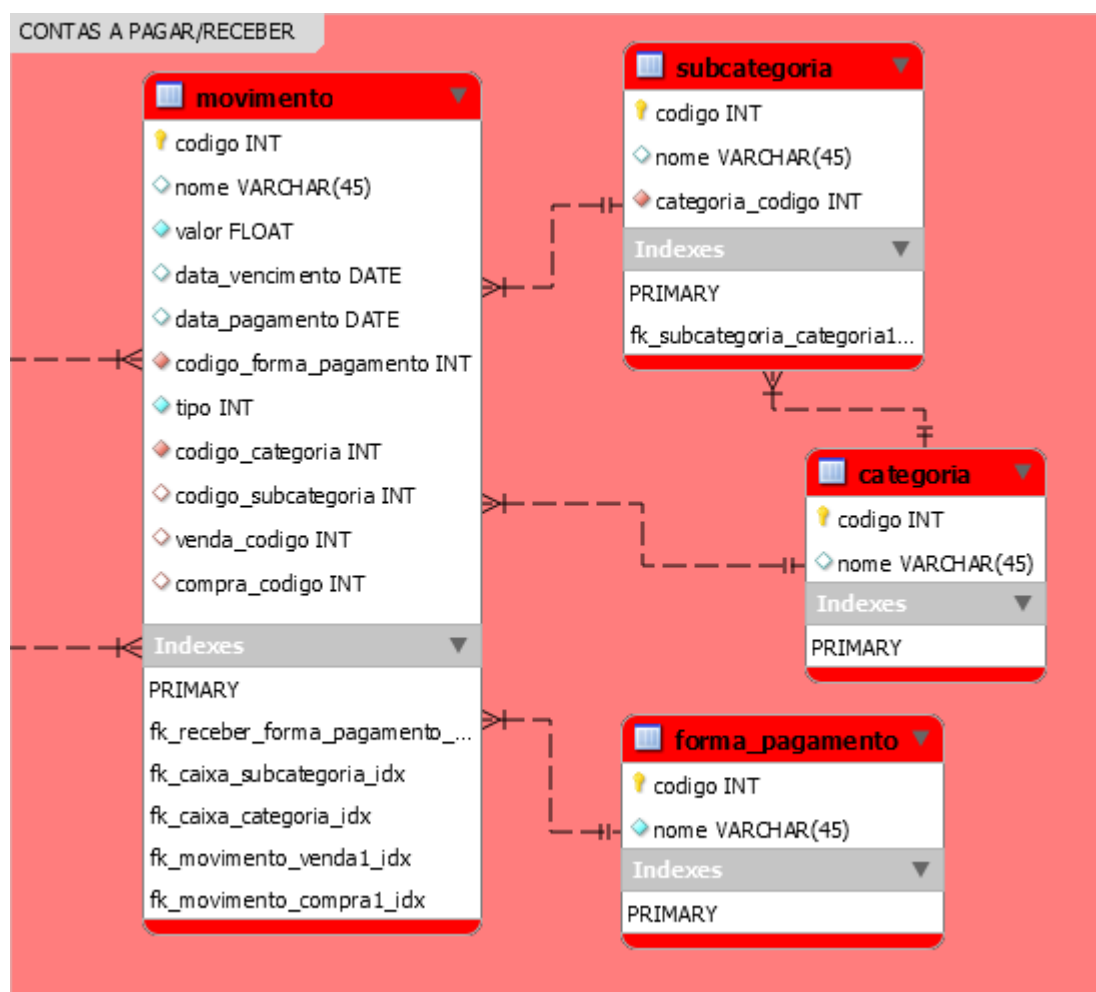 CONTAS A PAGAR/RECEBER
movimento
codigo INT
nome VARCHAR(45)
valor FLOAT
data_vencimento DATE
data_pagamento DATE
codigo_forma_pagamento INT
tipo INT
codigo_categoria INT
codigo_subcategoria INT
venda_codigo INT
compra_codigo INT
Indexes
PRIMARY
fk_receber_forma_pagamento_...
fk_caixa_subcategoria_idx
fk_caixa_categoria_idx
fk_movimento_venda1_idx
fk_movimento_compra1_idx
subcategoria
codigo INT
nome VARCHAR(45)
categoria_codigo INT
Indexes
PRIMARY
fk_subcategoria_categoria1...
categoria
codigo INT
nome VARCHAR(45)
Indexes
PRIMARY
forma_pagamento
codigo INT
nome VARCHAR(45)
Indexes
PRIMARY